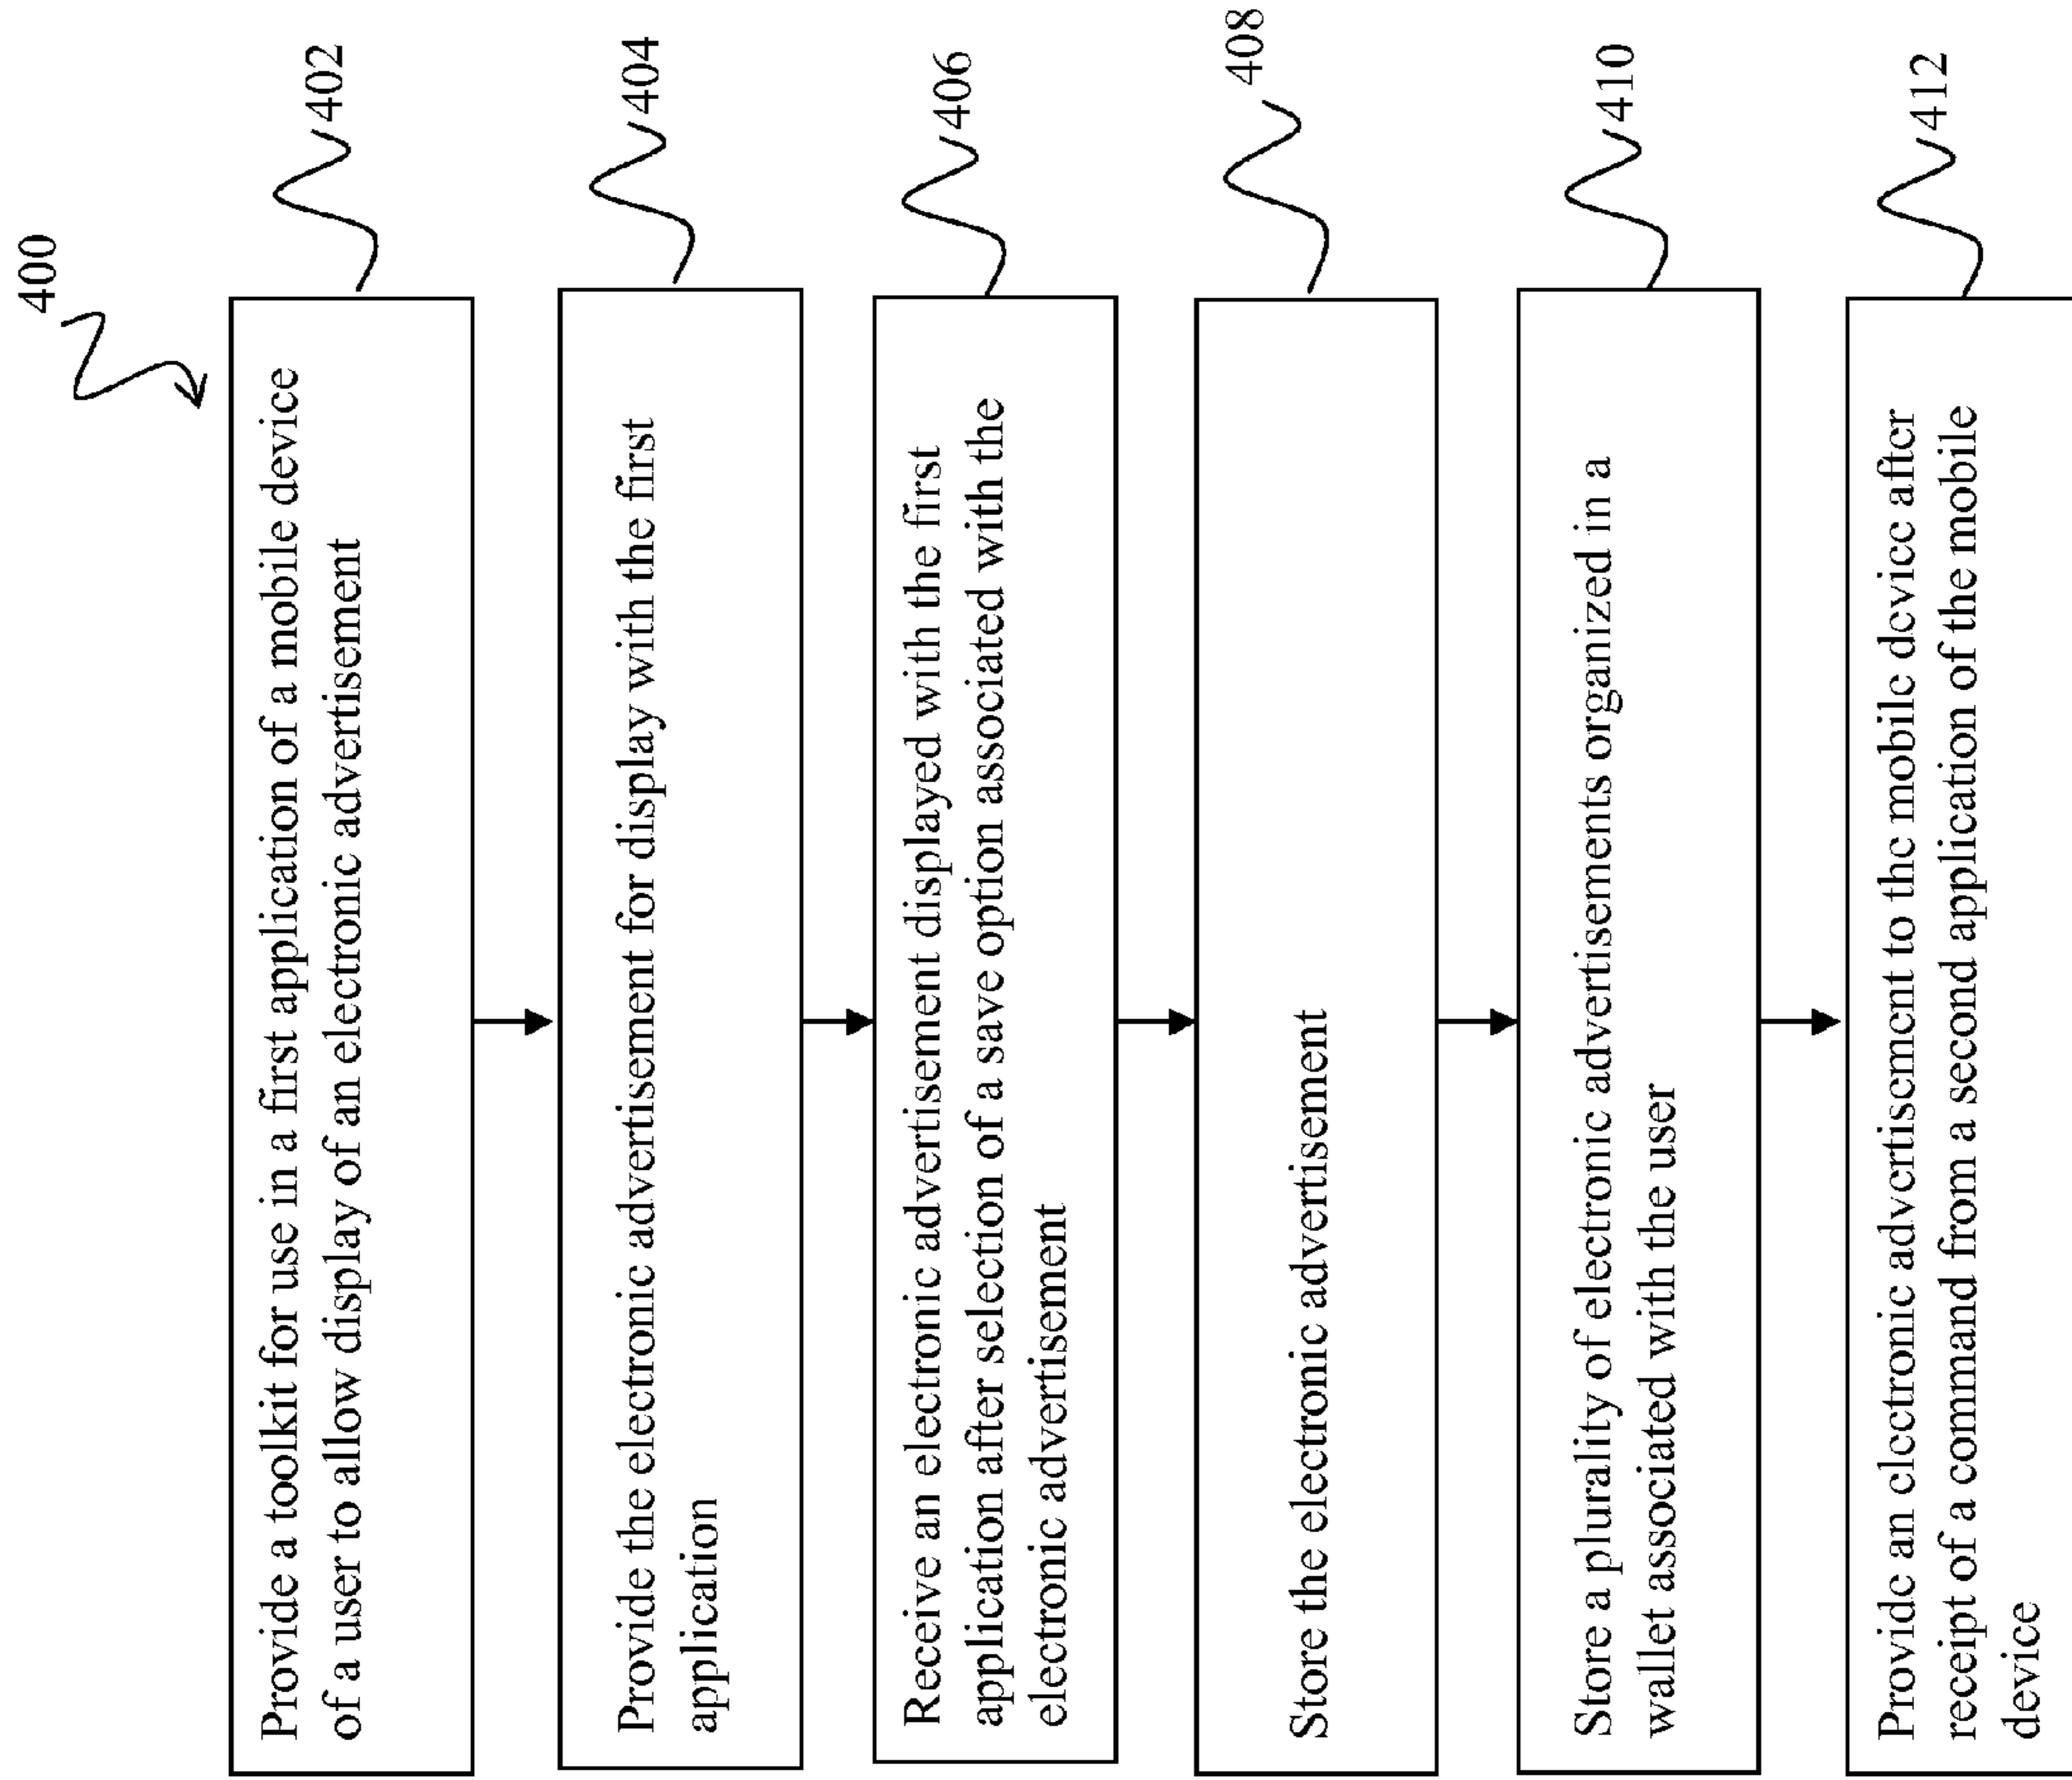 400
Provide a toolkit for use in a first application of a mobile device
of a user to allow display of an electronic advertisement
402
Provide the electronic advertisement for display with the first
application
404
Receive an electronic advertisement displayed with the first
application after selection of a save option associated with the
electronic advertisement
406
Store the electronic advertisement
408
Store a plurality of electronic advertisements organized in a
wallet associated with the user
410
Provide an electronic advertisement to the mobile device after
receipt of a command from a second application of the mobile
device
412